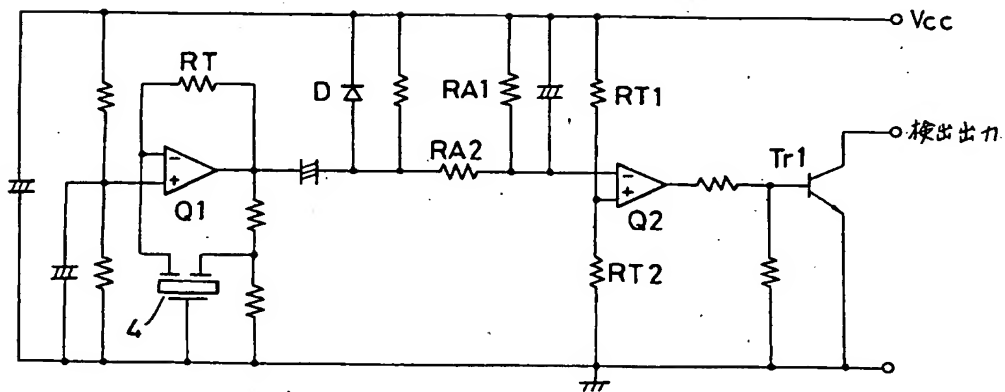 Vcc
RT
D
RA1
RT1
検出出力
RA2
Tr1
Q1
Q2
RT2
4